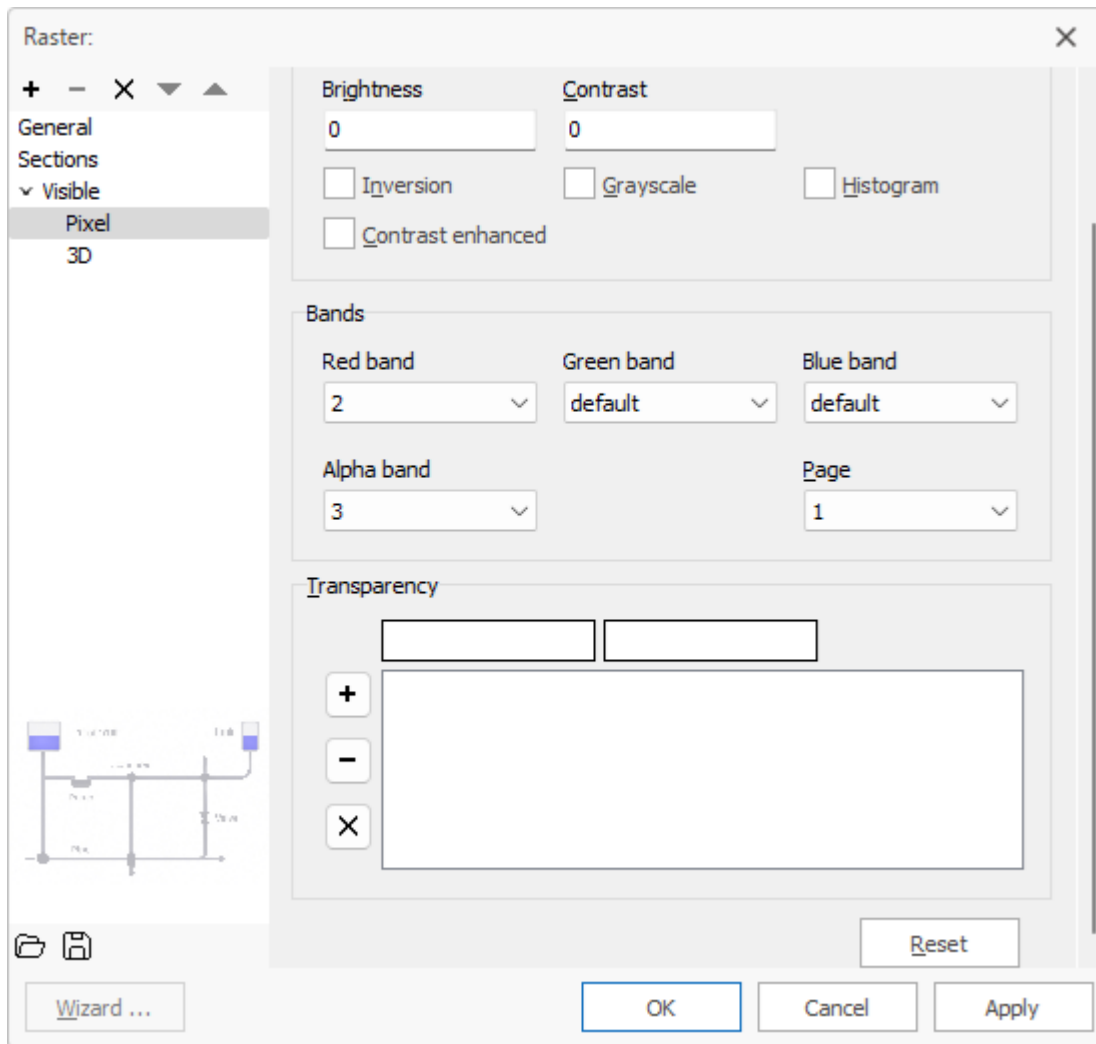 Raster:
General
Sections
Visible
Pixel
3D
Brightness Contrast
0 0
Inversion Grayscale Histogram
Contrast enhanced
Bands
Red band Green band Blue band
2 default default
Alpha band Page
3 1
Transparency
Reset
Wizard ... OK Cancel Apply